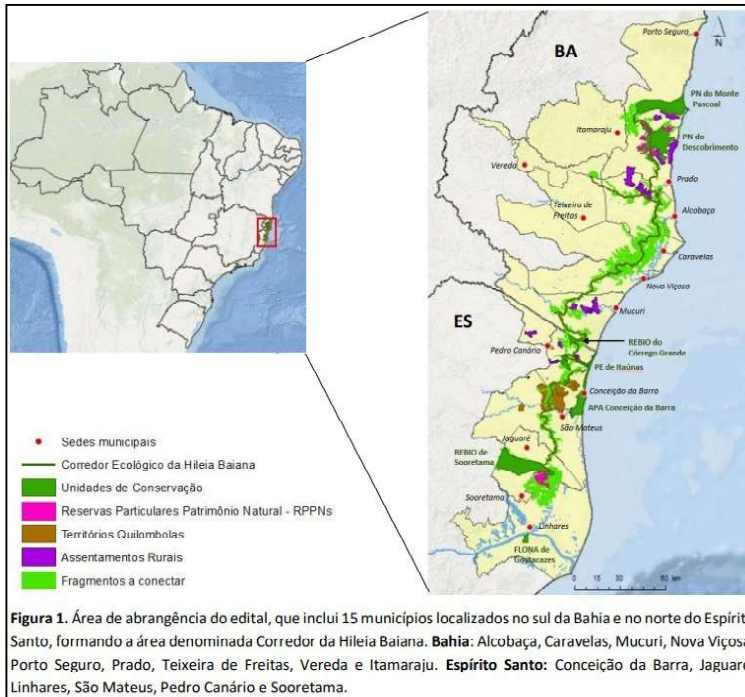 BA
Porto Segura
N
PN do Monte
Pascoal
Itamaraju
PN do
Descobrimento
Vereda
Prado
Teixeira de
Freitas
Alcobaça
Caravelas
Nova Viçosa
Mucuri
ES
REBIO do
Córrego Grande
Pedro Canário
PE de Itaúnas
Conceição da Barra
APA Conceição da Barra
São Mateus
Jaguaré
REBIO de
Sooretama
Sooretama
Linhares
FLONA de
Goytacazes
0 15 30 60 km
Sedes municipais
Corredor Ecológico da Hileia Baiana
Unidades de Conservação
Reservas Particulares Patrimônio Natural - RPPNs
Territórios Quilombolas
Assentamentos Rurais
Fragmentos a conectar
Figura 1. Área de abrangência do edital, que inclui 15 municípios localizados no sul da Bahia e no norte do Espírit
Santo, formando a área denominada Corredor da Hileia Baiana. Bahia: Alcobaça, Caravelas, Mucuri, Nova Viçosa
Porto Seguro, Prado, Teixeira de Freitas, Vereda e Itamaraju. Espírito Santo: Conceição da Barra, Jaguaré
Linhares, São Mateus, Pedro Canário e Sooretama.